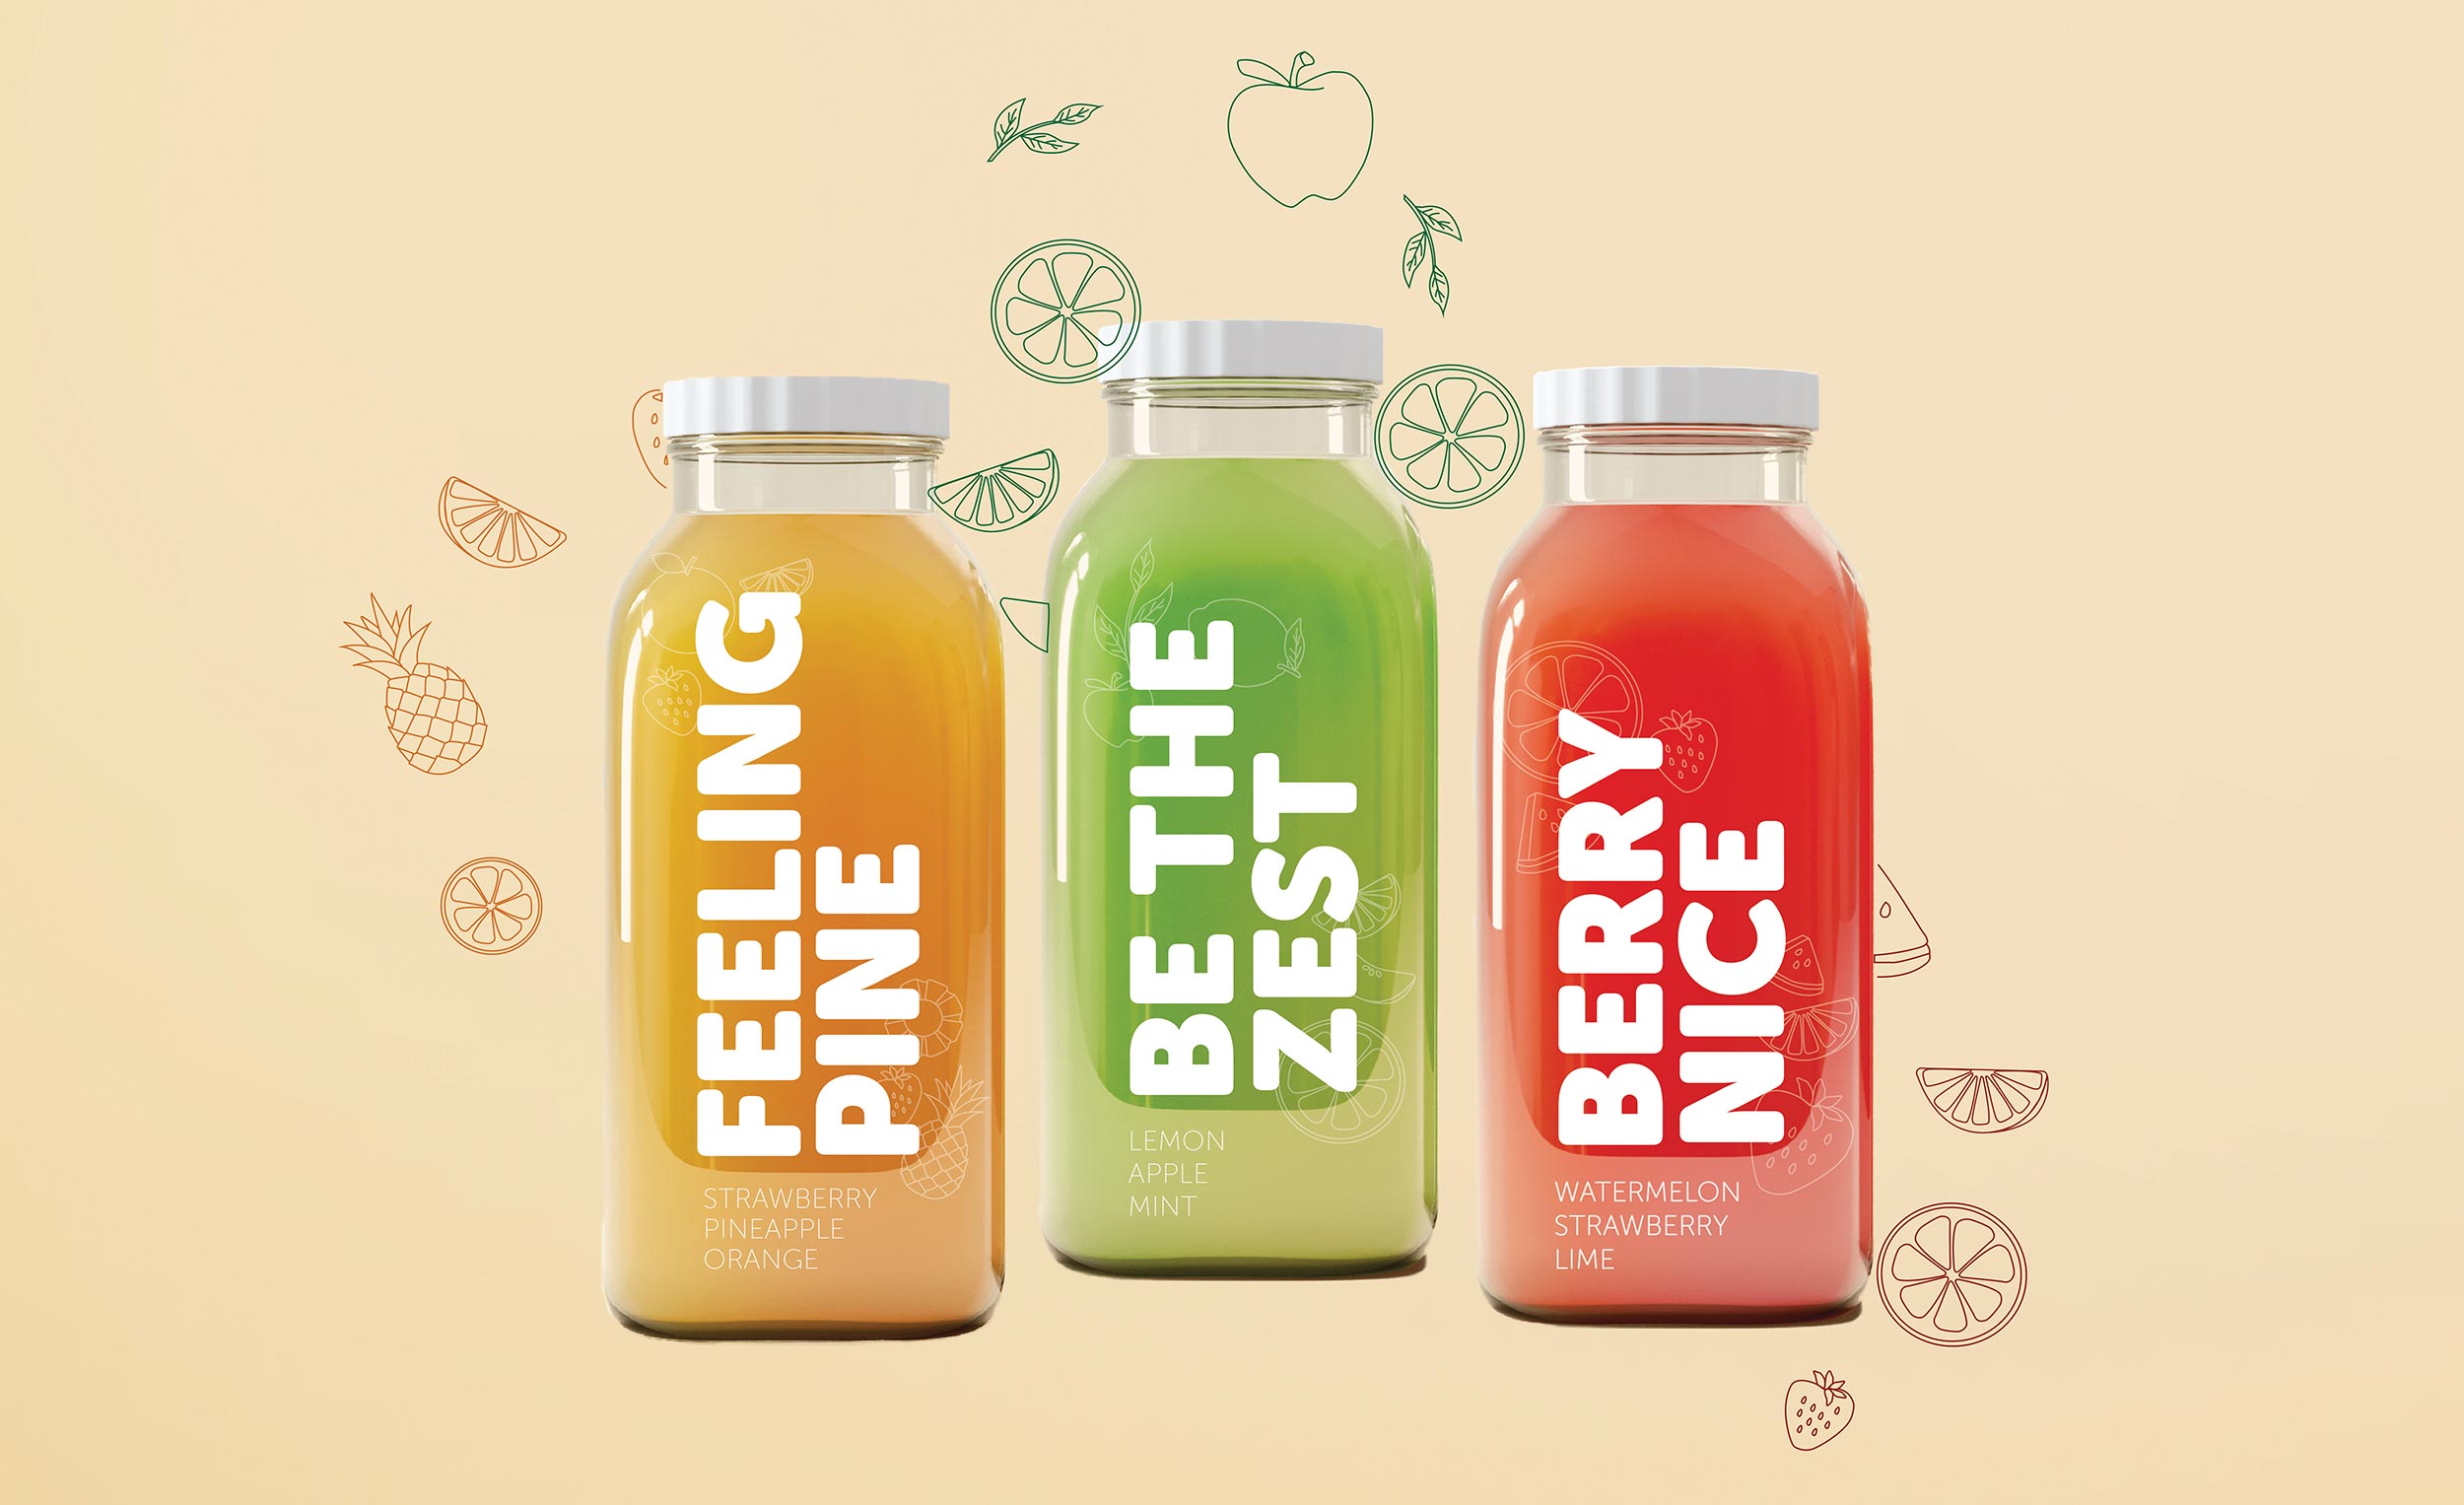 FEELING
PINE
STRAWBERRY
PINEAPPLE
ORANGE
BE THE
ZEST
LEMON
APPLE
MINT
BERRY
NICE
WATERMELON
STRAWBERRY
LIME